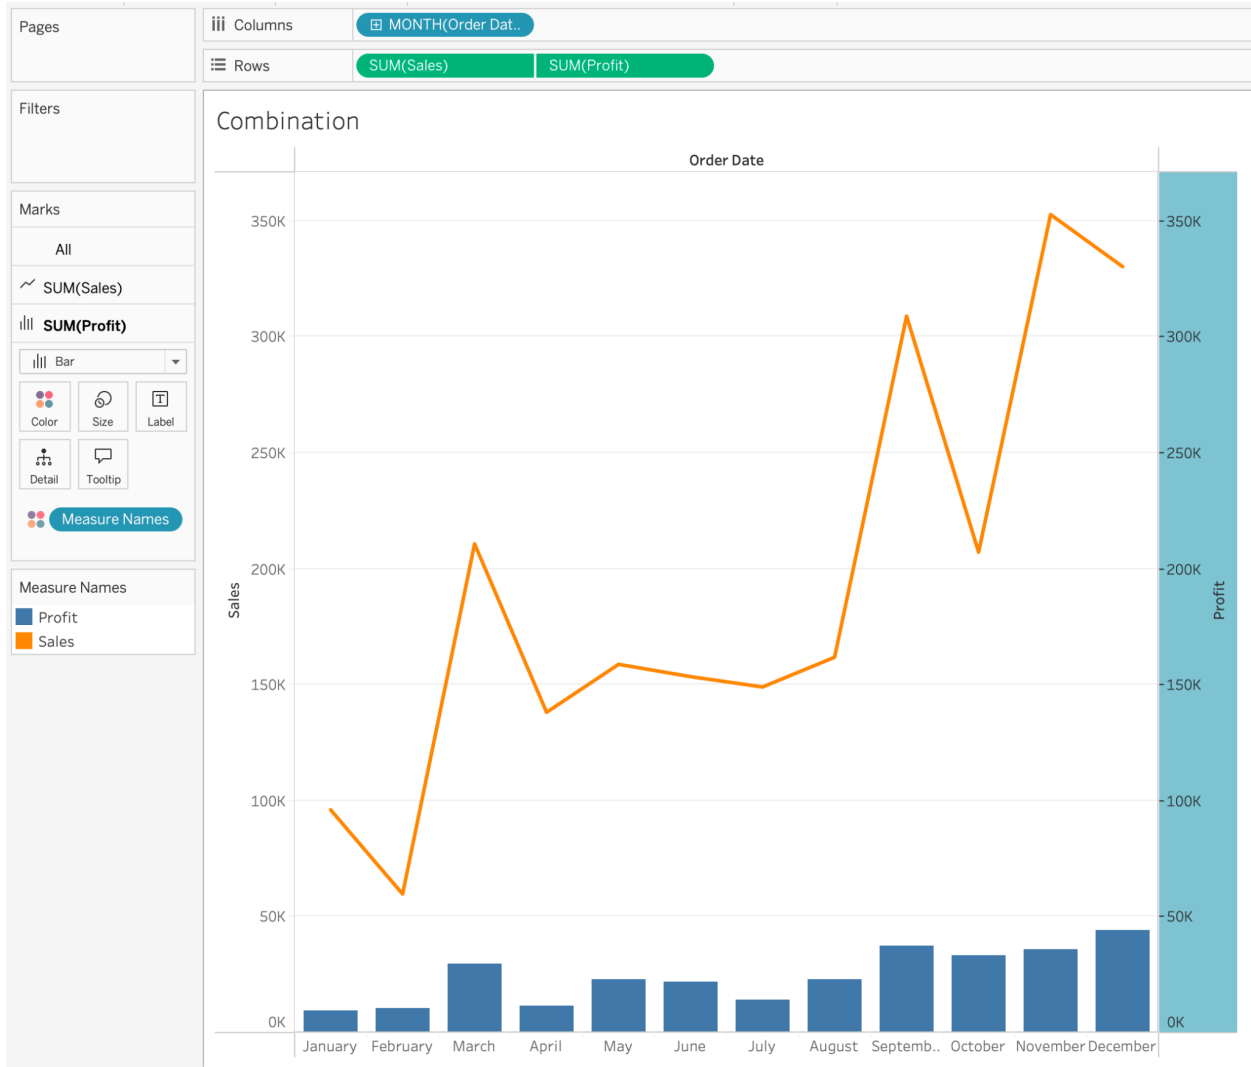 Pages
Columns
MONTH(Order Dat..
Rows
SUM(Sales)
SUM(Profit)
Filters
Marks
All
SUM(Sales)
SUM(Profit)
Bar
Color
Size
Label
Detail
Tooltip
Measure Names
Measure Names
Profit
Sales
Combination
Order Date
350K
300K
250K
200K
150K
100K
50K
0K
Sales
350K
300K
250K
200K
150K
100K
50K
0K
Profit
January February March April May June July August Septemb.. October November December